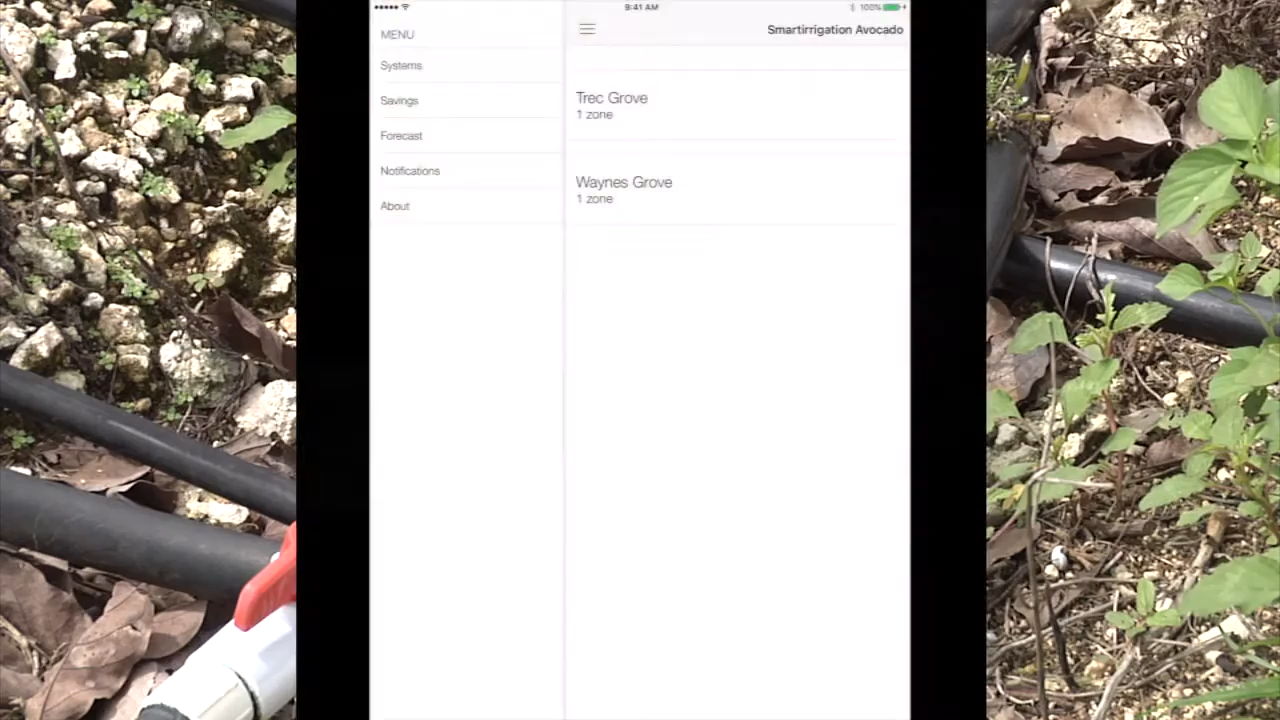 9:41 AM
100%
MENU
Systems
Savings
Forecast
Notifications
About
Smartirrigation Avocado
Trec Grove
1 zone
Waynes Grove
1 zone